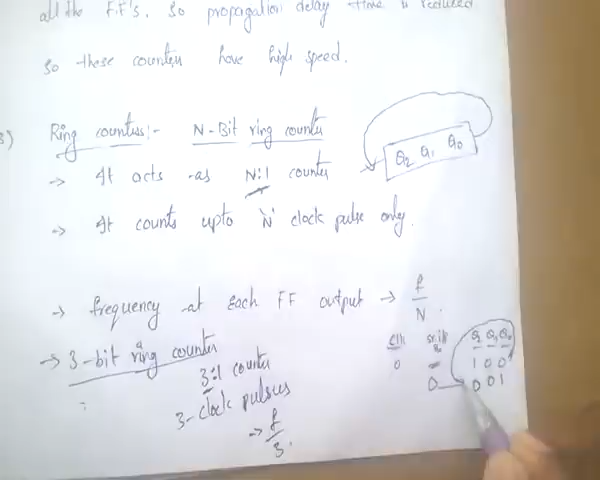 all the F.F's. So propagation delay time is reduced
So these counters have high speed.
3) Ring counters:- N-Bit ring counter
Q2 Q1 Q0
-> It acts as N:1 counter
-> It counts upto 'N' clock pulse only.
-> frequency at each FF output -> f/N.
-> 3-bit ring counter
3:1 counter
3-clock pulses
-> f/3.
Clk Q2 Q1 Q0
0 - 1 0 0
0 0 0 1